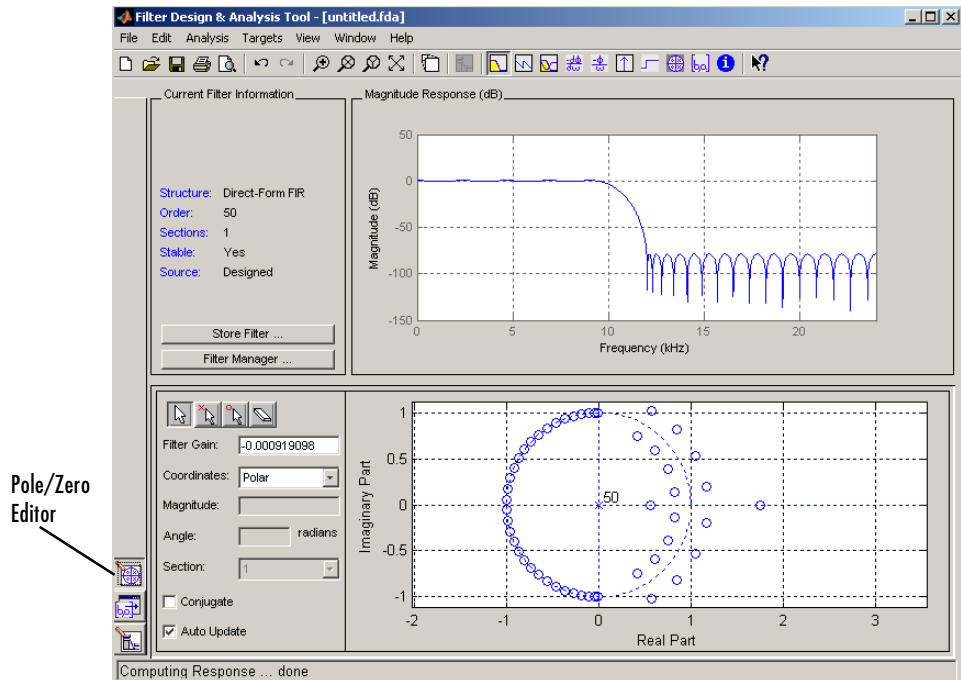 Filter Design & Analysis Tool - [untitled.fda]
File Edit Analysis Targets View Window Help
Current Filter Information
Structure: Direct-Form FIR
Order: 50
Sections: 1
Stable: Yes
Source: Designed
Store Filter ...
Filter Manager ...
Magnitude Response (dB)
50
0
-50
-100
-150
Magnitude (dB)
0 5 10 15 20
Frequency (kHz)
Filter Gain: -0.000919098
Coordinates: Polar
Magnitude:
Angle: radians
Section: 1
Conjugate
Auto Update
1
0.5
0
-0.5
-1
Imaginary Part
50
-2 -1 0 1 2 3
Real Part
Pole/Zero
Editor
Computing Response ... done